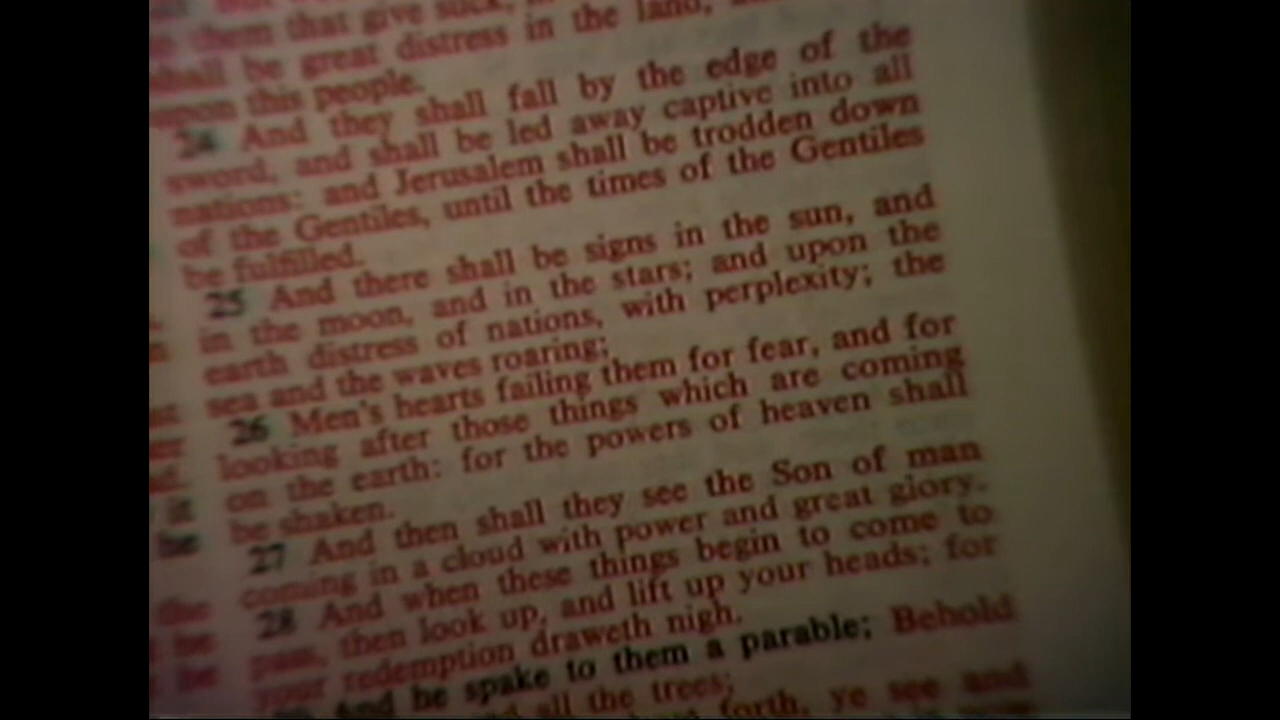 them that give suck,
shall be great distress in the land,
upon this people.
24 And they shall fall by the edge of the
sword, and shall be led away captive into all
nations: and Jerusalem shall be trodden down
of the Gentiles, until the times of the Gentiles
be fulfilled.
25 And there shall be signs in the sun, and
in the moon, and in the stars; and upon the
earth distress of nations, with perplexity; the
sea and the waves roaring;
26 Men's hearts failing them for fear, and for
looking after those things which are coming
on the earth: for the powers of heaven shall
be shaken.
27 And then shall they see the Son of man
coming in a cloud with power and great glory.
28 And when these things begin to come to
pass, then look up, and lift up your heads; for
your redemption draweth nigh.
And he spake to them a parable; Behold
all the trees;
forth, ye see and